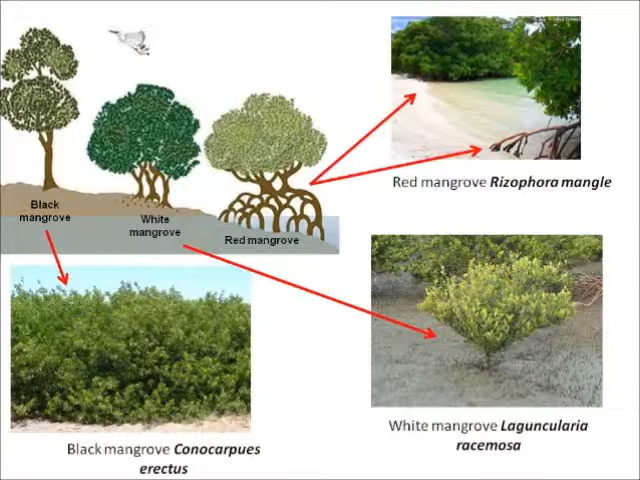 Red mangrove Rizophora mangle
Black
mangrove
White
mangrove
Red mangrove
White mangrove Laguncularia
racemosa
Black mangrove Conocarpues
erectus